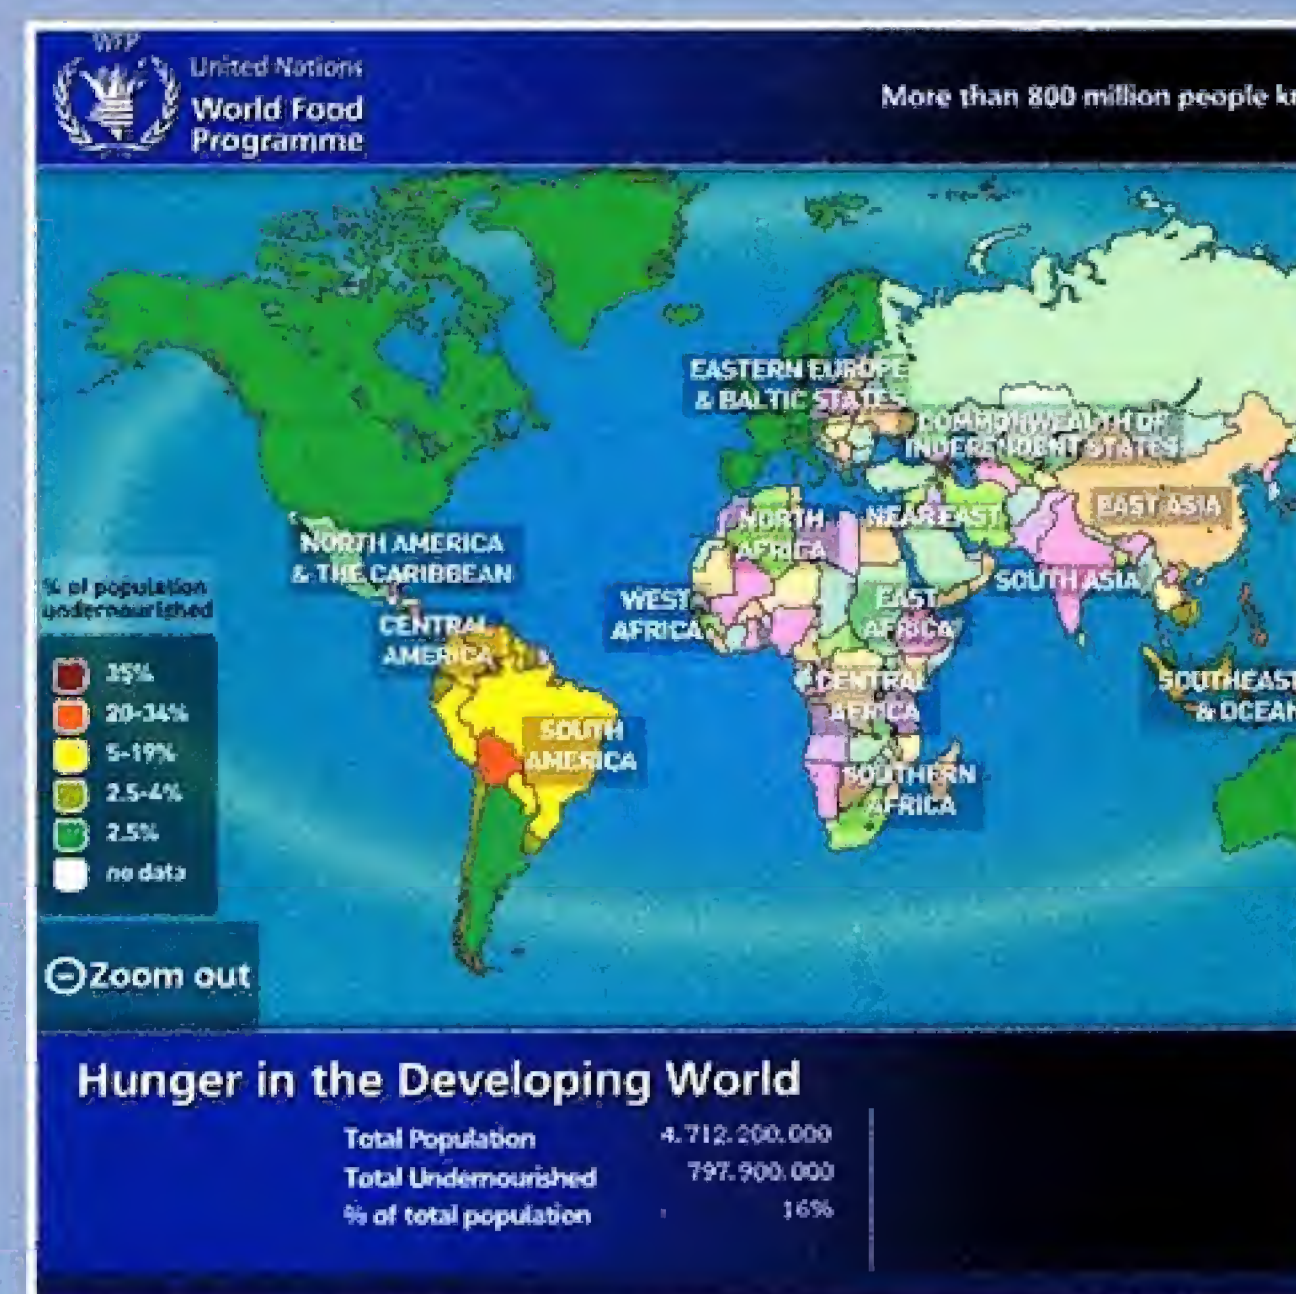 WFP
United Nations
World Food
Programme
More than 800 million people
EASTERN EUROPE
& BALTIC STATES
COMMONWEALTH OF
INDEPENDENT STATES
EAST ASIA
NORTH
AFRICA
NEAR EAST
NORTH AMERICA
& THE CARIBBEAN
SOUTH ASIA
WEST
AFRICA
EAST
AFRICA
CENTRAL
AMERICA
CENTRAL
AFRICA
SOUTHEAST
& OCEAN
SOUTH
AMERICA
SOUTHERN
AFRICA
% of population
undernourished
35%
20-34%
5-19%
2.5-4%
2.5%
no data
Zoom out
Hunger in the Developing World
Total Population 4.712.200.000
Total Undernourished 797.900.000
% of total population 16%